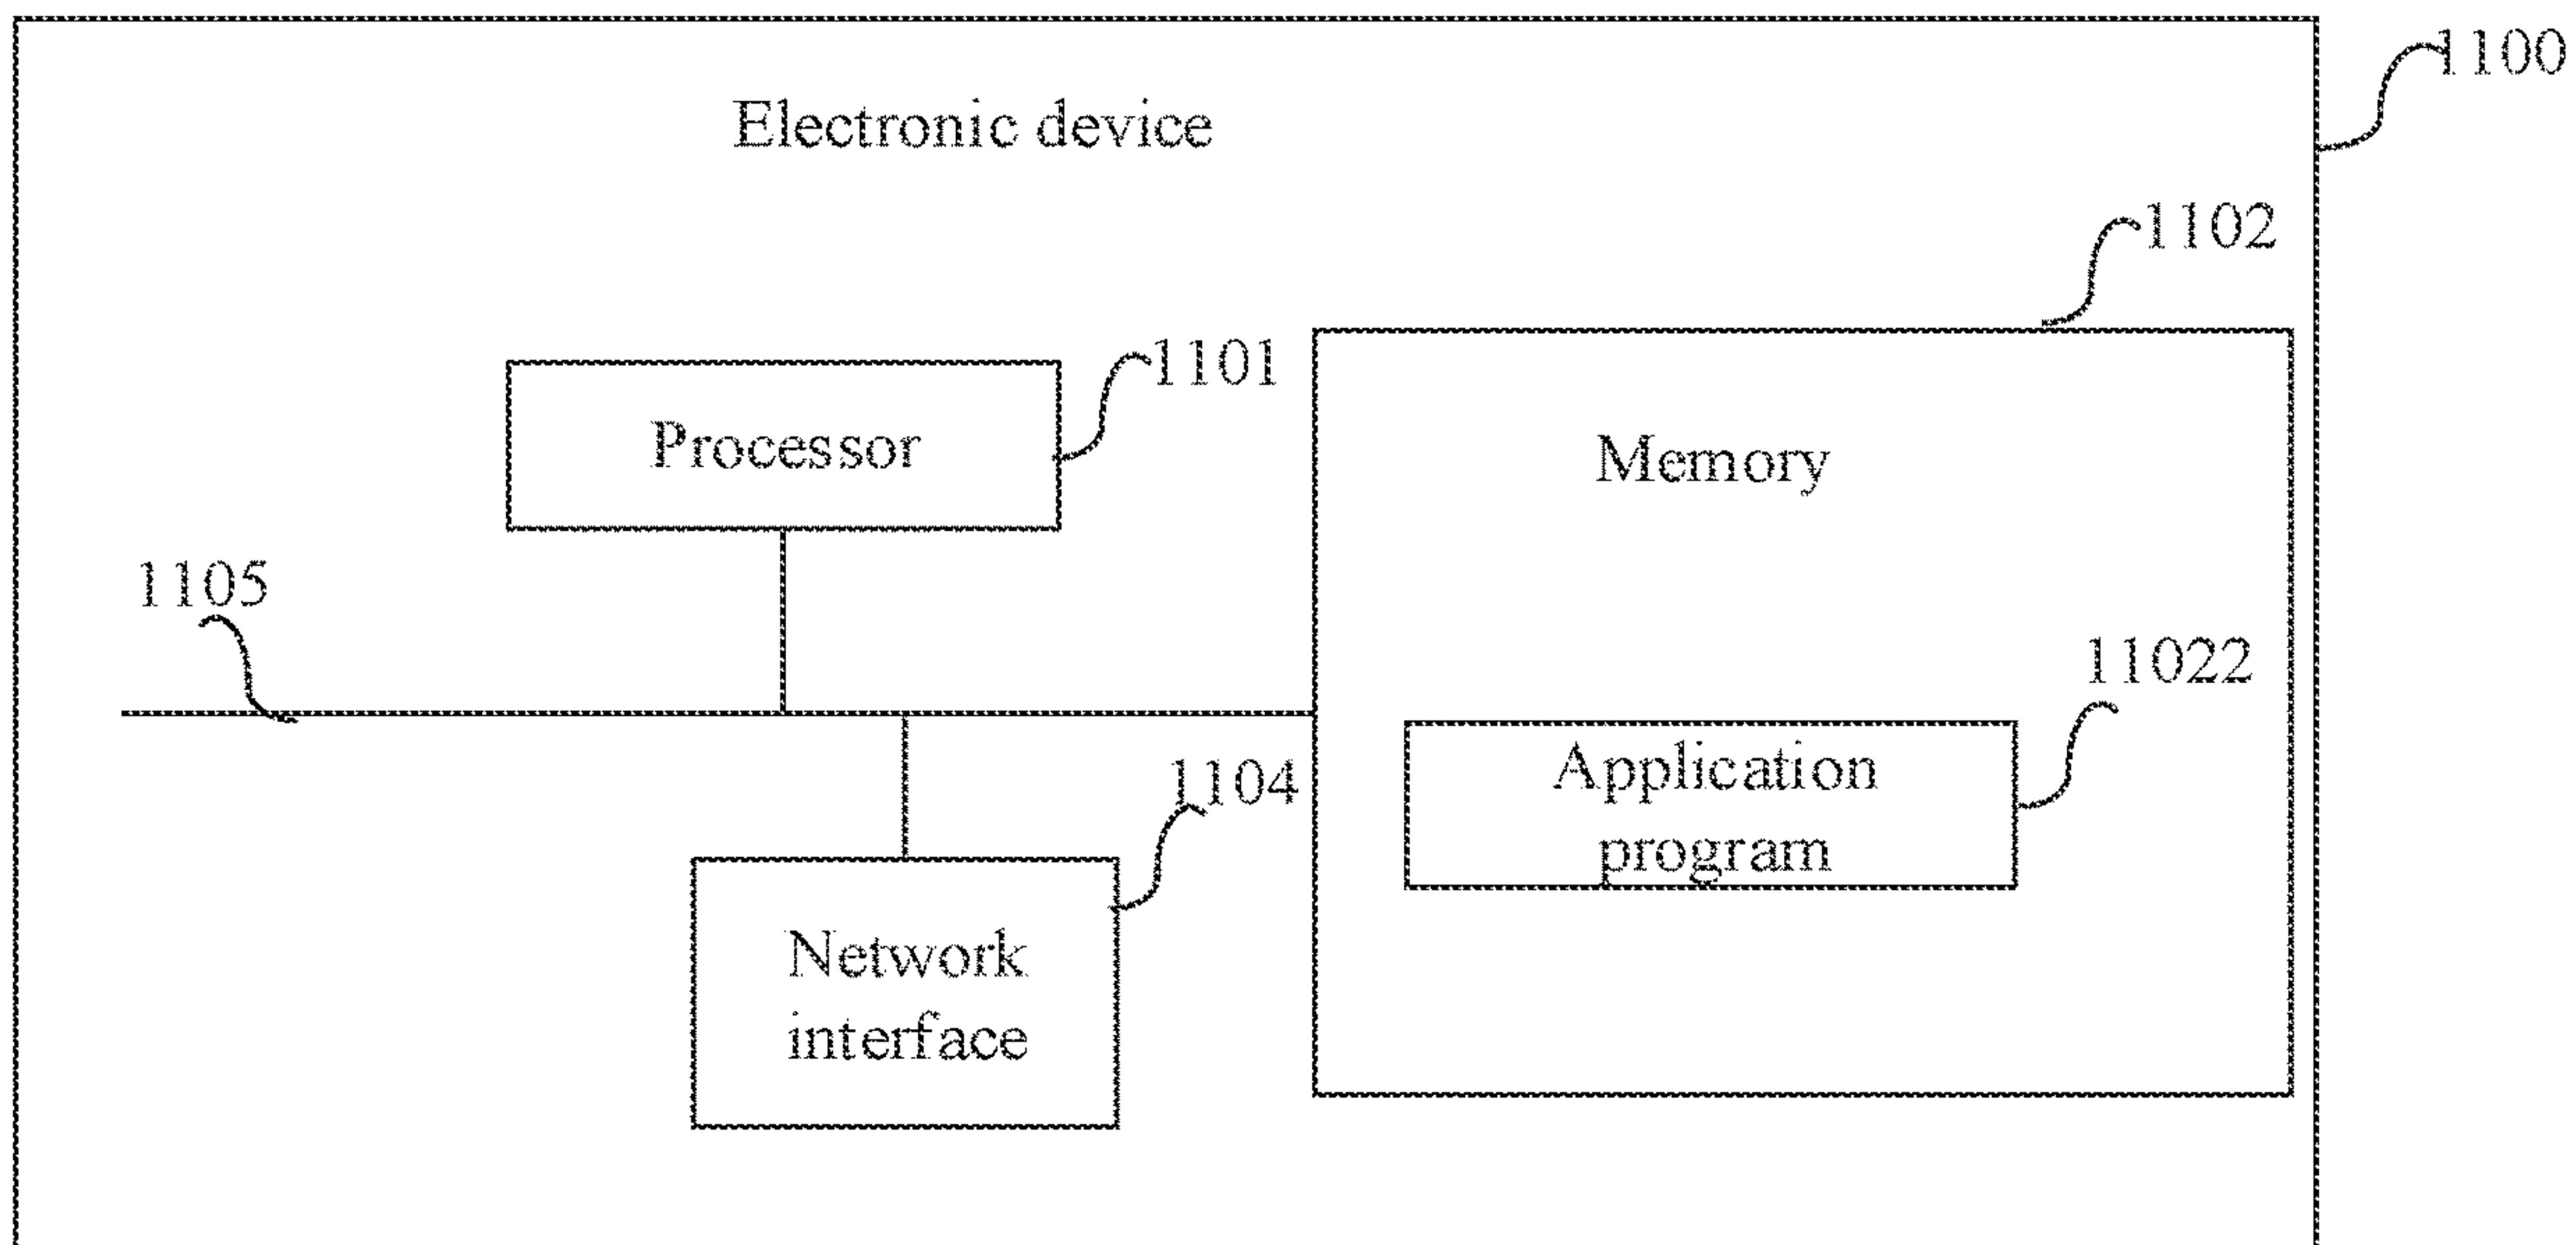 1100
Electronic device
1102
1101
Processor
Memory
1105
11022
1104
Application
program
Network
interface